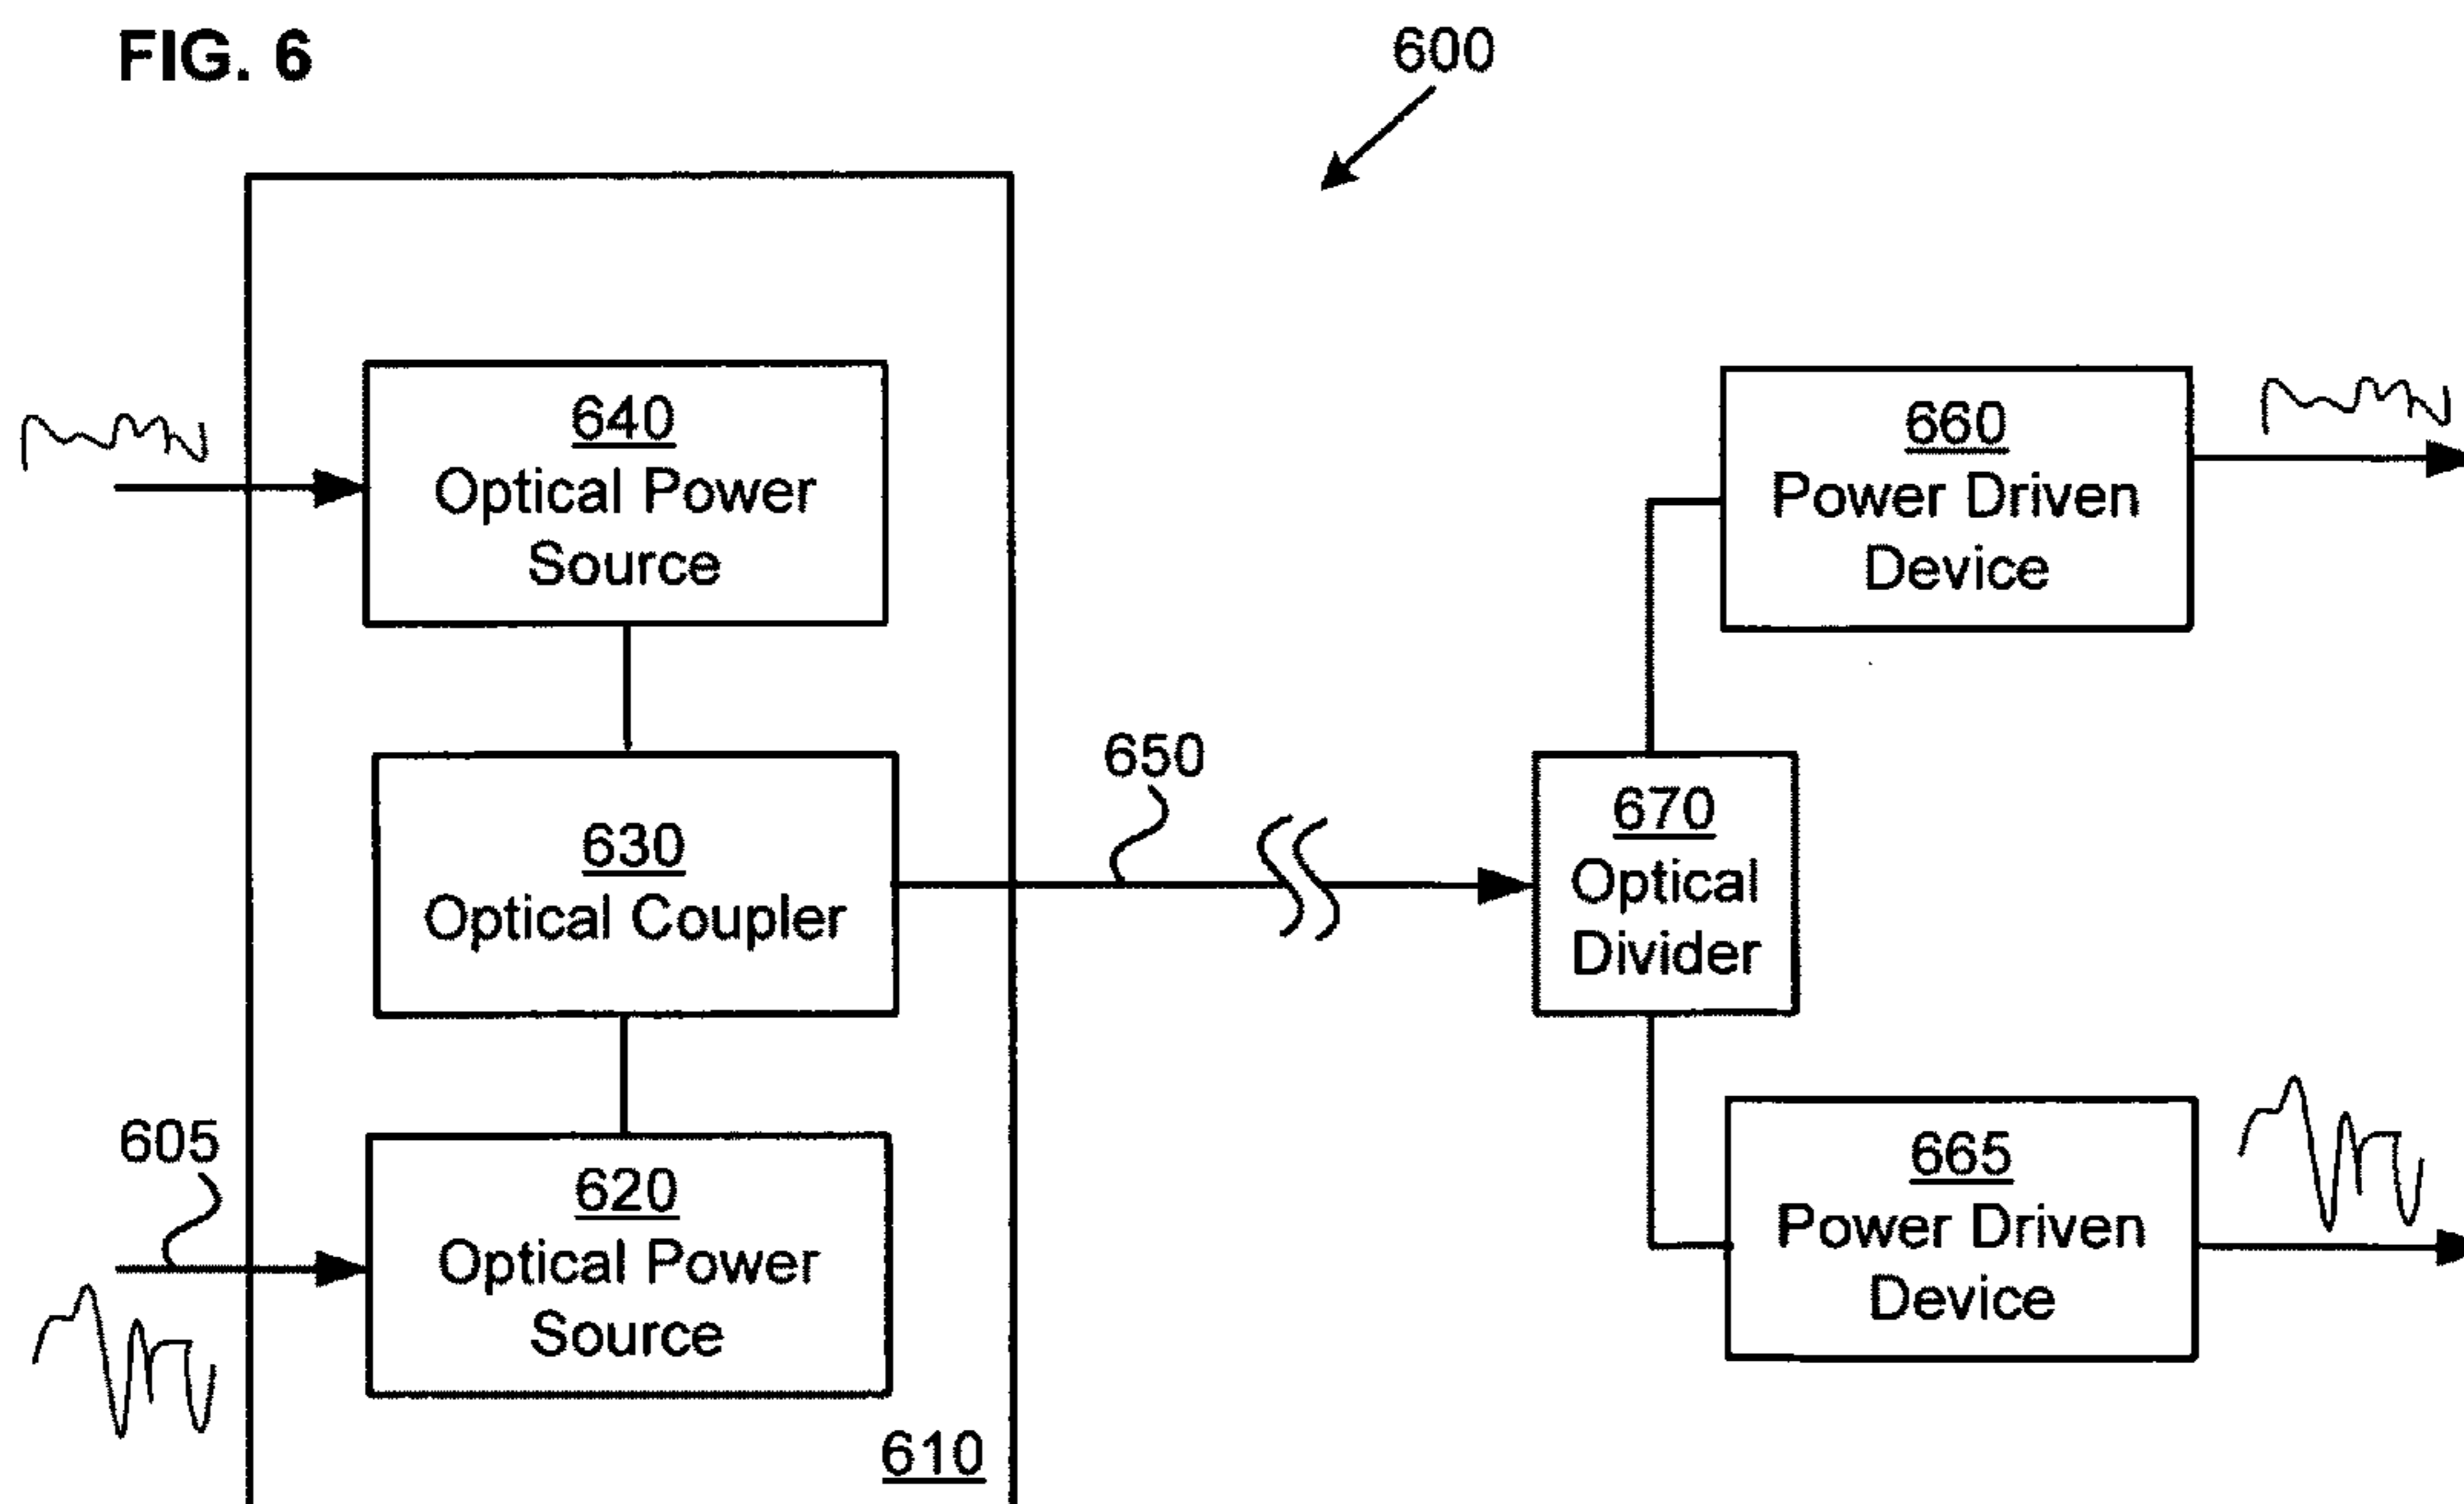 FIG. 6
600
640
Optical Power
Source
660
Power Driven
Device
650
630
Optical Coupler
670
Optical
Divider
605
620
Optical Power
Source
665
Power Driven
Device
610